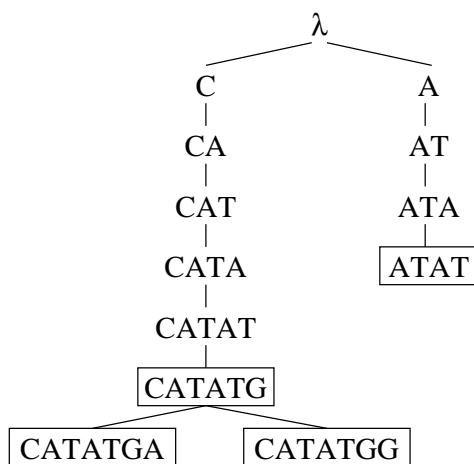 λ
C A
CA AT
CAT ATA
CATA ATAT
CATAT
CATATG
CATATGA CATATGG